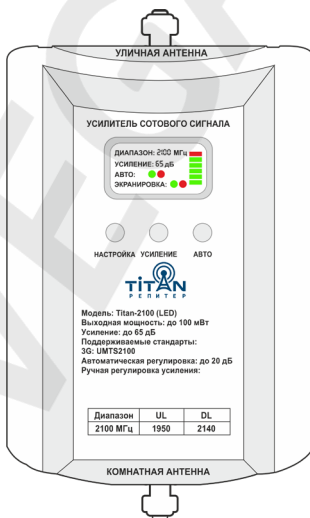 УЛИЧНАЯ АНТЕННА
УСИЛИТЕЛЬ СОТОВОГО СИГНАЛА
ДИАПАЗОН: 2100 МГц
УСИЛЕНИЕ: 65 дБ
АВТО:
ЭКРАНИРОВКА:
НАСТРОЙКА УСИЛЕНИЕ АВТО
TiTAN
РЕПИТЕР
Модель: Titan-2100 (LED)
Выходная мощность: до 100 мВт
Усиление: до 65 дБ
Поддерживаемые стандарты:
3G: UMTS2100
Автоматическая регулировка: до 20 дБ
Ручная регулировка усиления:
Диапазон UL DL
2100 МГц 1950 2140
КОМНАТНАЯ АНТЕННА